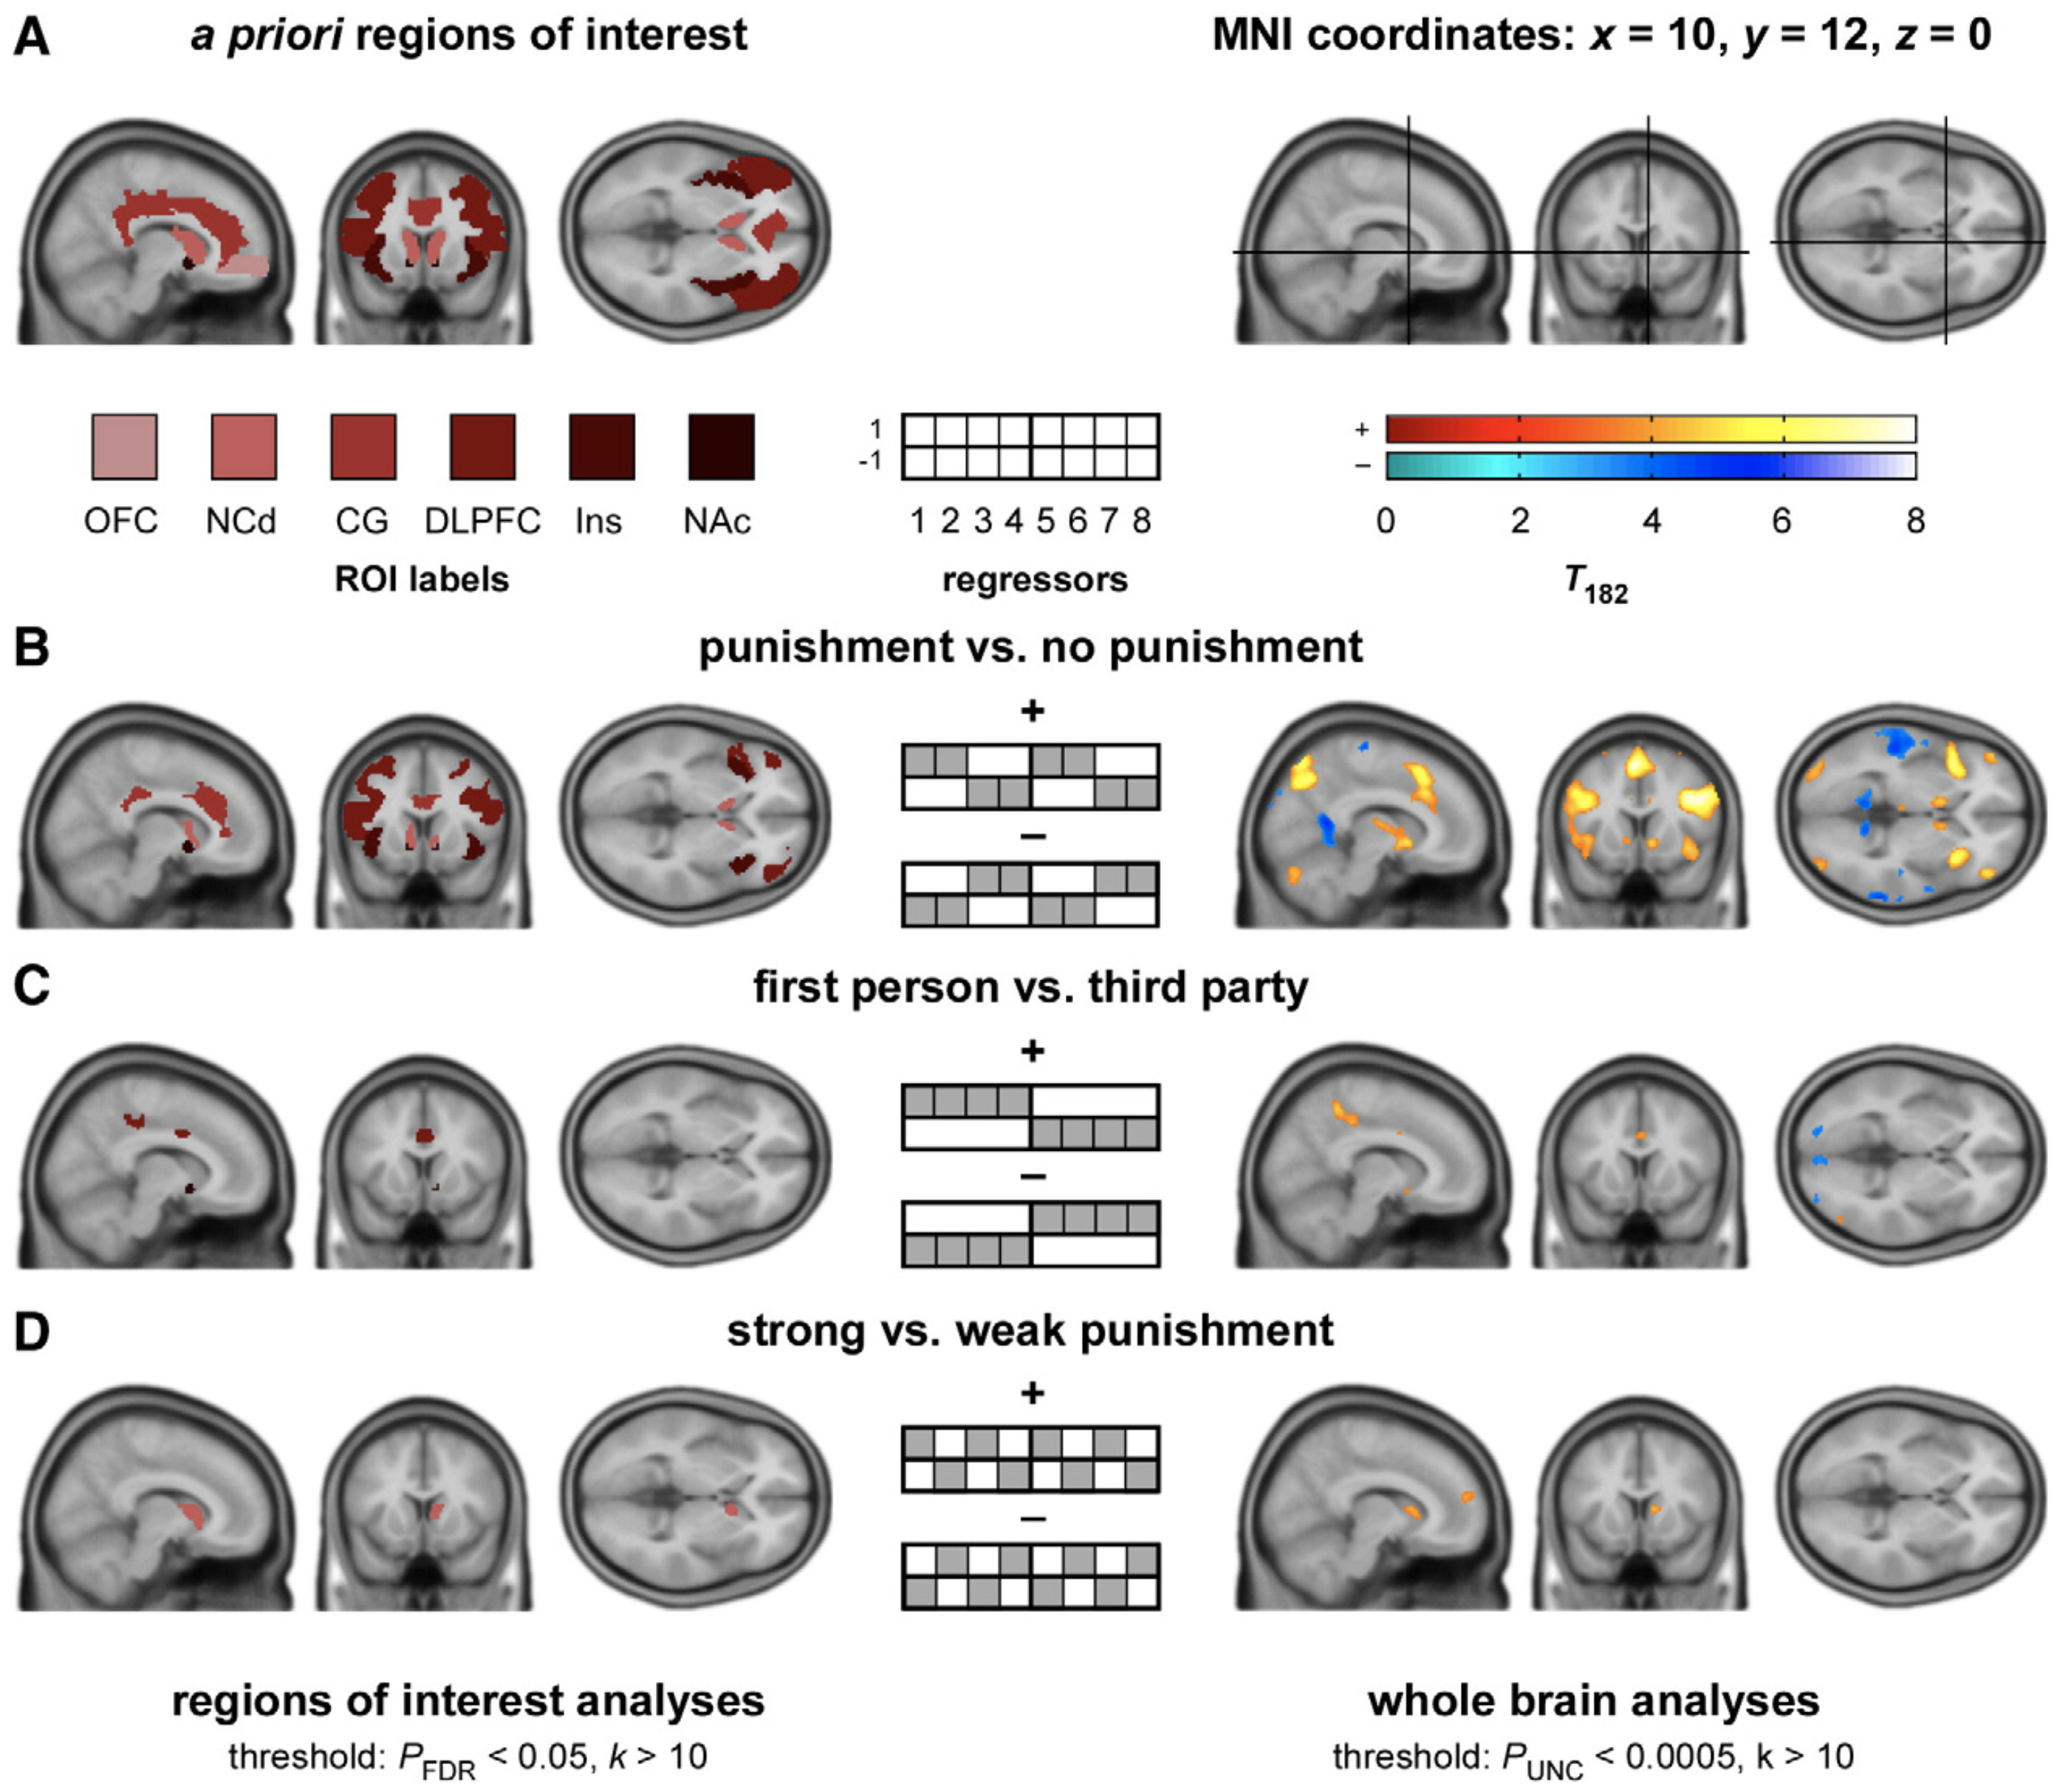 A
a priori regions of interest
MNI coordinates: x = 10, y = 12, z = 0
1
-1
+
–
OFC NCd CG DLPFC Ins NAc
1 2 3 4 5 6 7 8
0 2 4 6 8
ROI labels
regressors
T182
B
punishment vs. no punishment
+
–
C
first person vs. third party
+
–
D
strong vs. weak punishment
+
–
regions of interest analyses
threshold: PFDR < 0.05, k > 10
whole brain analyses
threshold: PUNC < 0.0005, k > 10